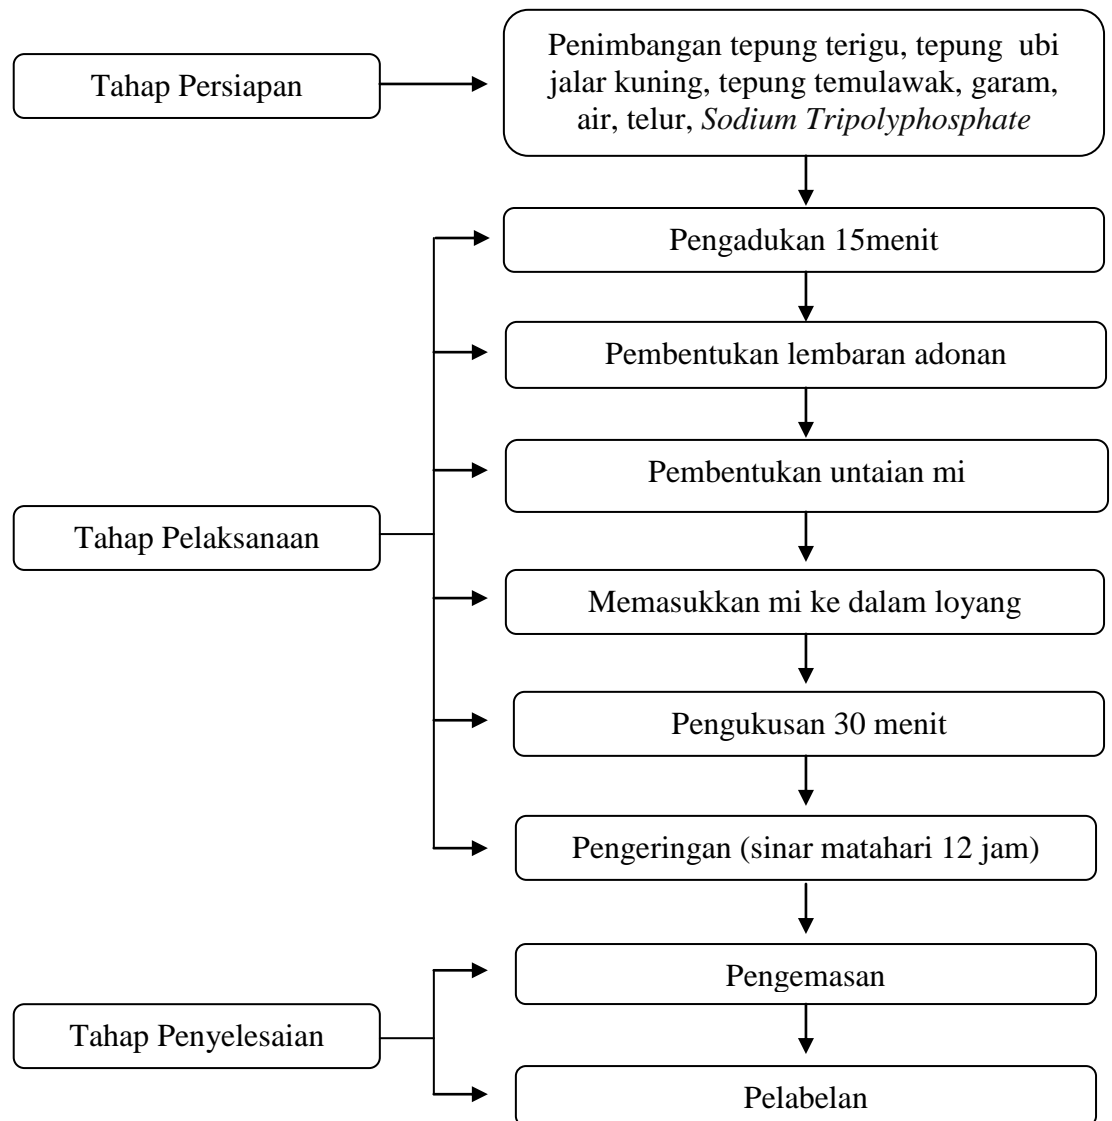 Tahap Persiapan
Penimbangan tepung terigu, tepung ubi
jalar kuning, tepung temulawak, garam,
air, telur, Sodium Tripolyphosphate
Pengadukan 15menit
Pembentukan lembaran adonan
Pembentukan untaian mi
Tahap Pelaksanaan
Memasukkan mi ke dalam loyang
Pengukusan 30 menit
Pengeringan (sinar matahari 12 jam)
Pengemasan
Tahap Penyelesaian
Pelabelan